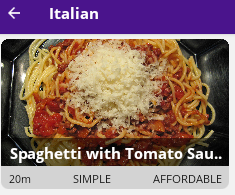 Italian
Spaghetti with Tomato Sau..
20m SIMPLE AFFORDABLE